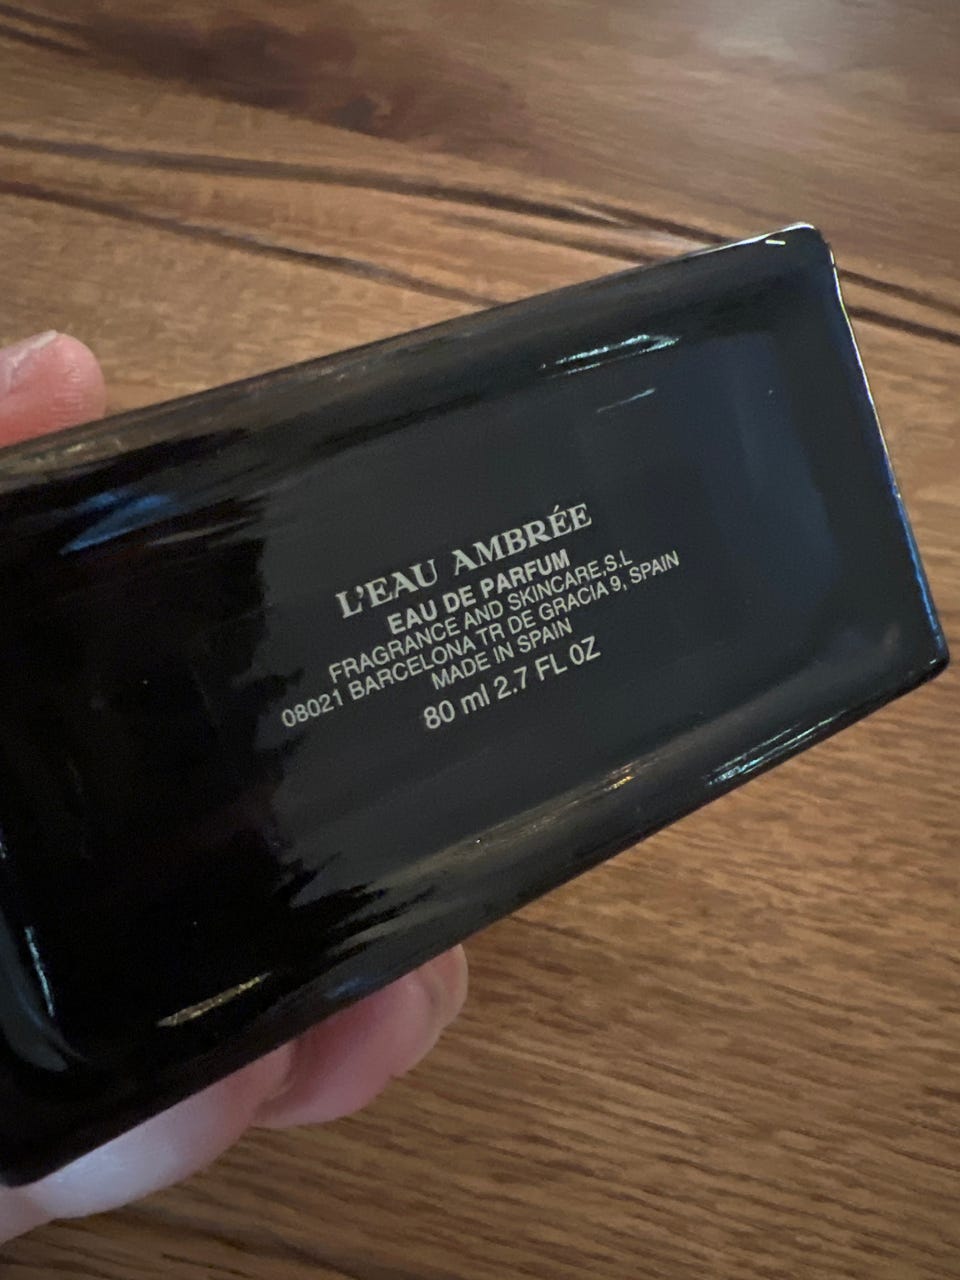 L'EAU AMBRÉE
EAU DE PARFUM
FRAGRANCE AND SKINCARE,S.L
08021 BARCELONA TR DE GRACIA 9, SPAIN
MADE IN SPAIN
80 ml 2.7 FL OZ